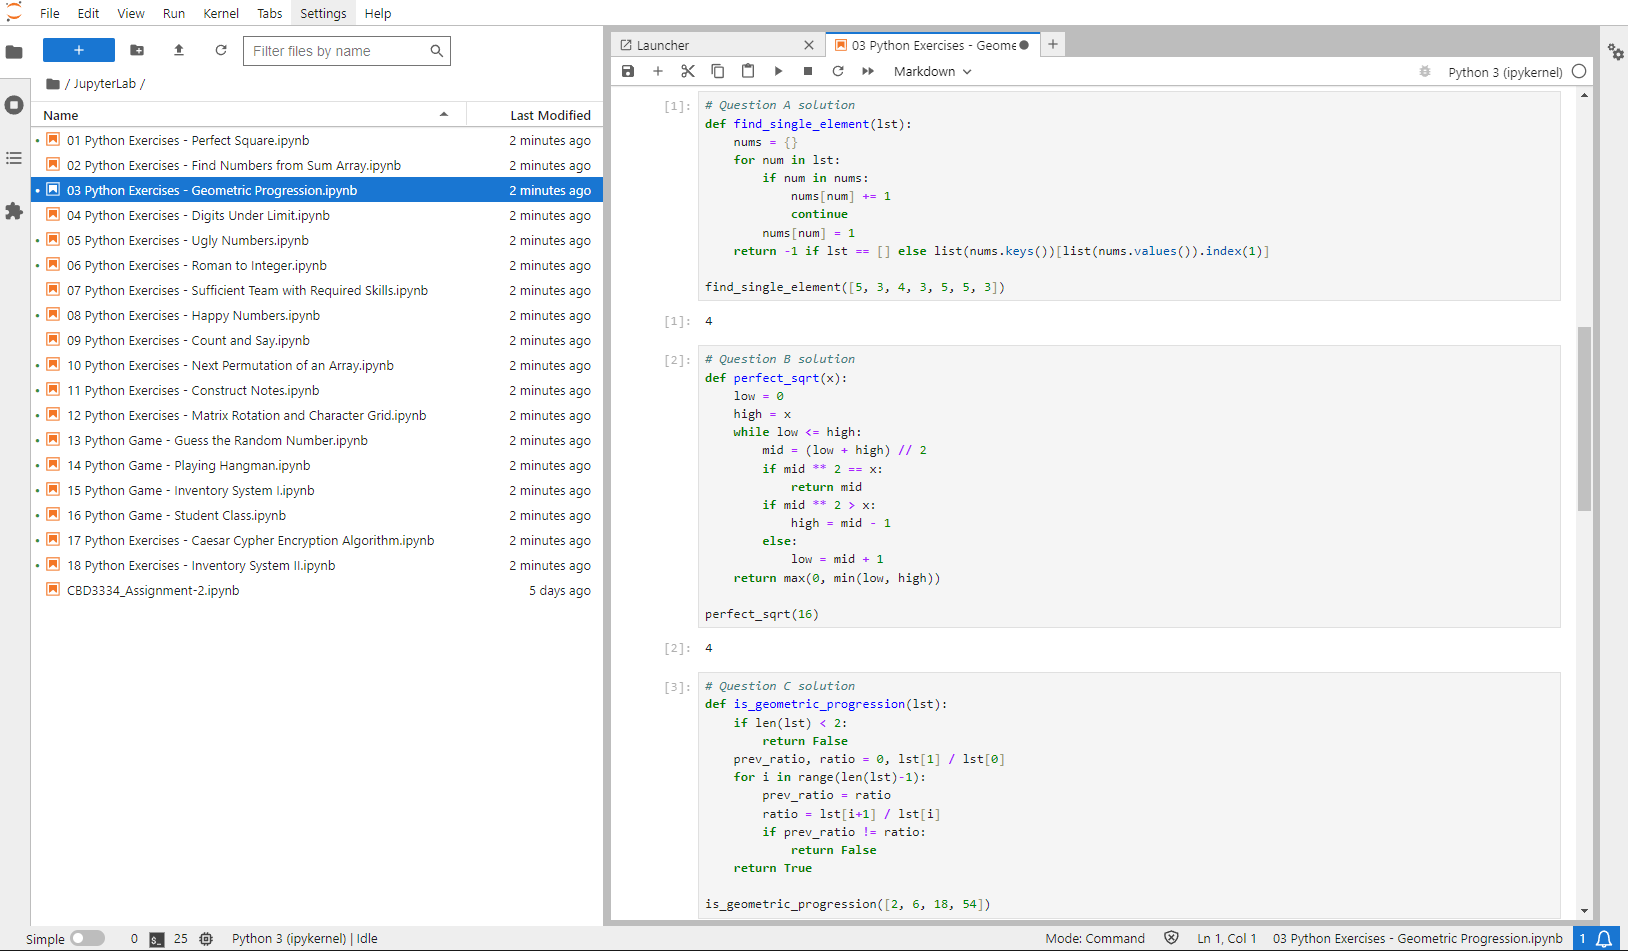 File Edit View Run Kernel Tabs Settings Help
+
Filter files by name
/ JupyterLab /
Name Last Modified
01 Python Exercises - Perfect Square.ipynb 2 minutes ago
02 Python Exercises - Find Numbers from Sum Array.ipynb 2 minutes ago
03 Python Exercises - Geometric Progression.ipynb 2 minutes ago
04 Python Exercises - Digits Under Limit.ipynb 2 minutes ago
05 Python Exercises - Ugly Numbers.ipynb 2 minutes ago
06 Python Exercises - Roman to Integer.ipynb 2 minutes ago
07 Python Exercises - Sufficient Team with Required Skills.ipynb 2 minutes ago
08 Python Exercises - Happy Numbers.ipynb 2 minutes ago
09 Python Exercises - Count and Say.ipynb 2 minutes ago
10 Python Exercises - Next Permutation of an Array.ipynb 2 minutes ago
11 Python Exercises - Construct Notes.ipynb 2 minutes ago
12 Python Exercises - Matrix Rotation and Character Grid.ipynb 2 minutes ago
13 Python Game - Guess the Random Number.ipynb 2 minutes ago
14 Python Game - Playing Hangman.ipynb 2 minutes ago
15 Python Game - Inventory System I.ipynb 2 minutes ago
16 Python Game - Student Class.ipynb 2 minutes ago
17 Python Exercises - Caesar Cypher Encryption Algorithm.ipynb 2 minutes ago
18 Python Exercises - Inventory System II.ipynb 2 minutes ago
CBD3334_Assignment-2.ipynb 5 days ago
Launcher
03 Python Exercises - Geome
Markdown
Python 3 (ipykernel)
[1]: # Question A solution
def find_single_element(lst):
    nums = {}
    for num in lst:
        if num in nums:
            nums[num] += 1
            continue
        nums[num] = 1
    return -1 if lst == [] else list(nums.keys())[list(nums.values()).index(1)]
find_single_element([5, 3, 4, 3, 5, 5, 3])
[1]: 4
[2]: # Question B solution
def perfect_sqrt(x):
    low = 0
    high = x
    while low <= high:
        mid = (low + high) // 2
        if mid ** 2 == x:
            return mid
        if mid ** 2 > x:
            high = mid - 1
        else:
            low = mid + 1
    return max(0, min(low, high))
perfect_sqrt(16)
[2]: 4
[3]: # Question C solution
def is_geometric_progression(lst):
    if len(lst) < 2:
        return False
    prev_ratio, ratio = 0, lst[1] / lst[0]
    for i in range(len(lst)-1):
        prev_ratio = ratio
        ratio = lst[i+1] / lst[i]
        if prev_ratio != ratio:
            return False
    return True
is_geometric_progression([2, 6, 18, 54])
Simple 0 $_ 25 Python 3 (ipykernel) | Idle Mode: Command Ln 1, Col 1 03 Python Exercises - Geometric Progression.ipynb 1